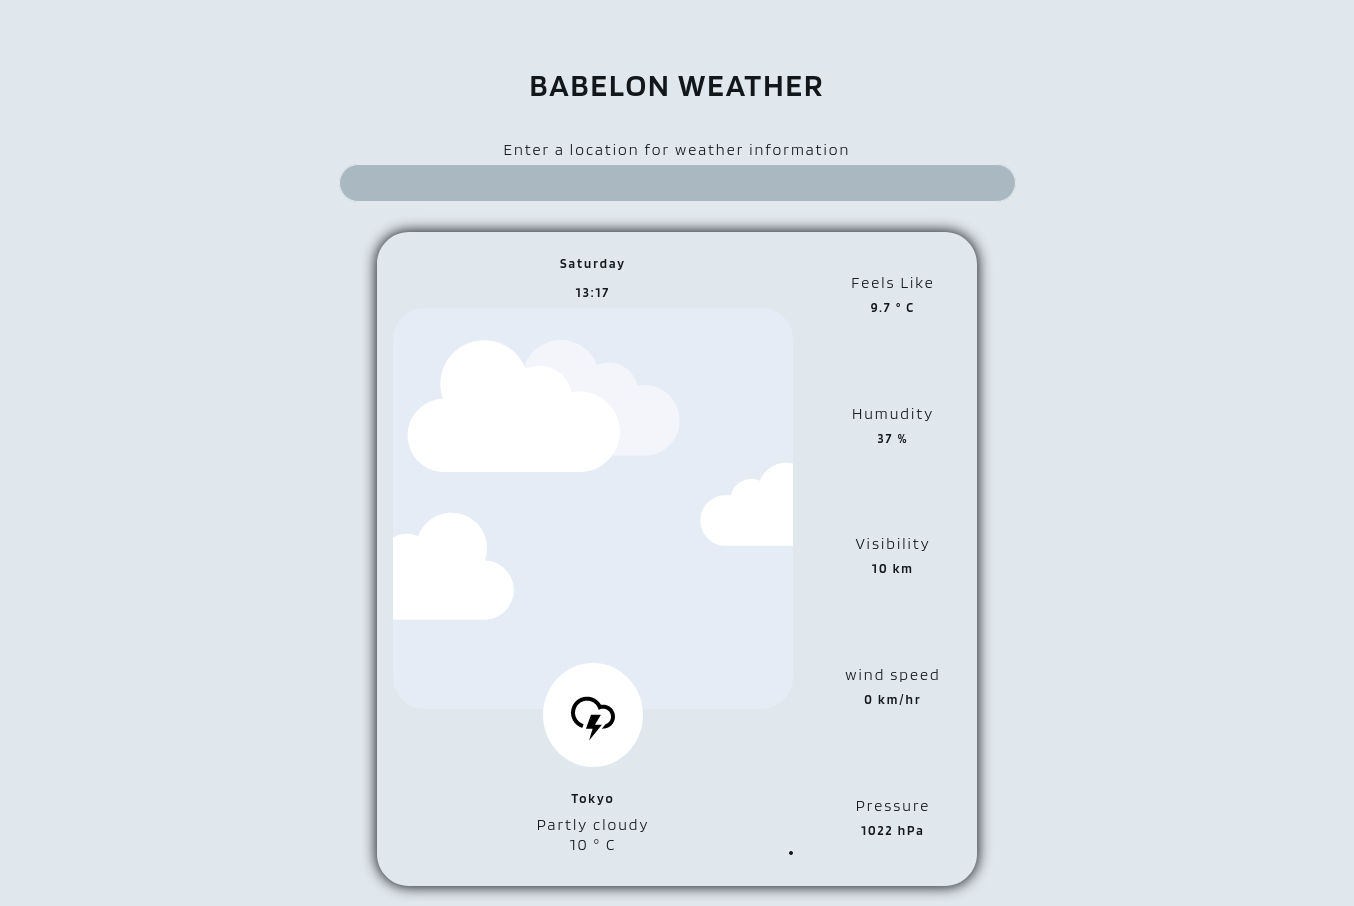 BABELON WEATHER
Enter a location for weather information
Saturday
13:17
Tokyo
Partly cloudy
10 ° C
Feels Like
9.7 ° C
Humudity
37 %
Visibility
10 km
wind speed
0 km/hr
Pressure
1022 hPa